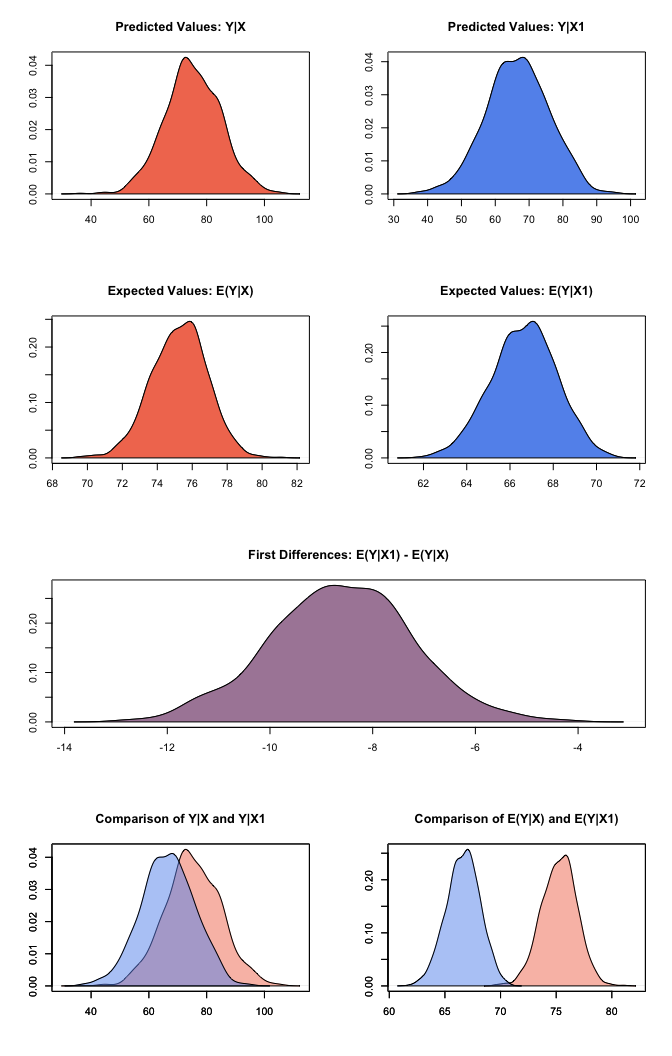 Predicted Values: Y|X
0.00 0.01 0.02 0.03 0.04
40 60 80 100
Predicted Values: Y|X1
0.00 0.01 0.02 0.03 0.04
30 40 50 60 70 80 90 100
Expected Values: E(Y|X)
0.00 0.10 0.20
68 70 72 74 76 78 80 82
Expected Values: E(Y|X1)
0.00 0.10 0.20
62 64 66 68 70 72
First Differences: E(Y|X1) - E(Y|X)
0.00 0.10 0.20
-14 -12 -10 -8 -6 -4
Comparison of Y|X and Y|X1
0.00 0.01 0.02 0.03 0.04
40 60 80 100
Comparison of E(Y|X) and E(Y|X1)
0.00 0.10 0.20
60 65 70 75 80